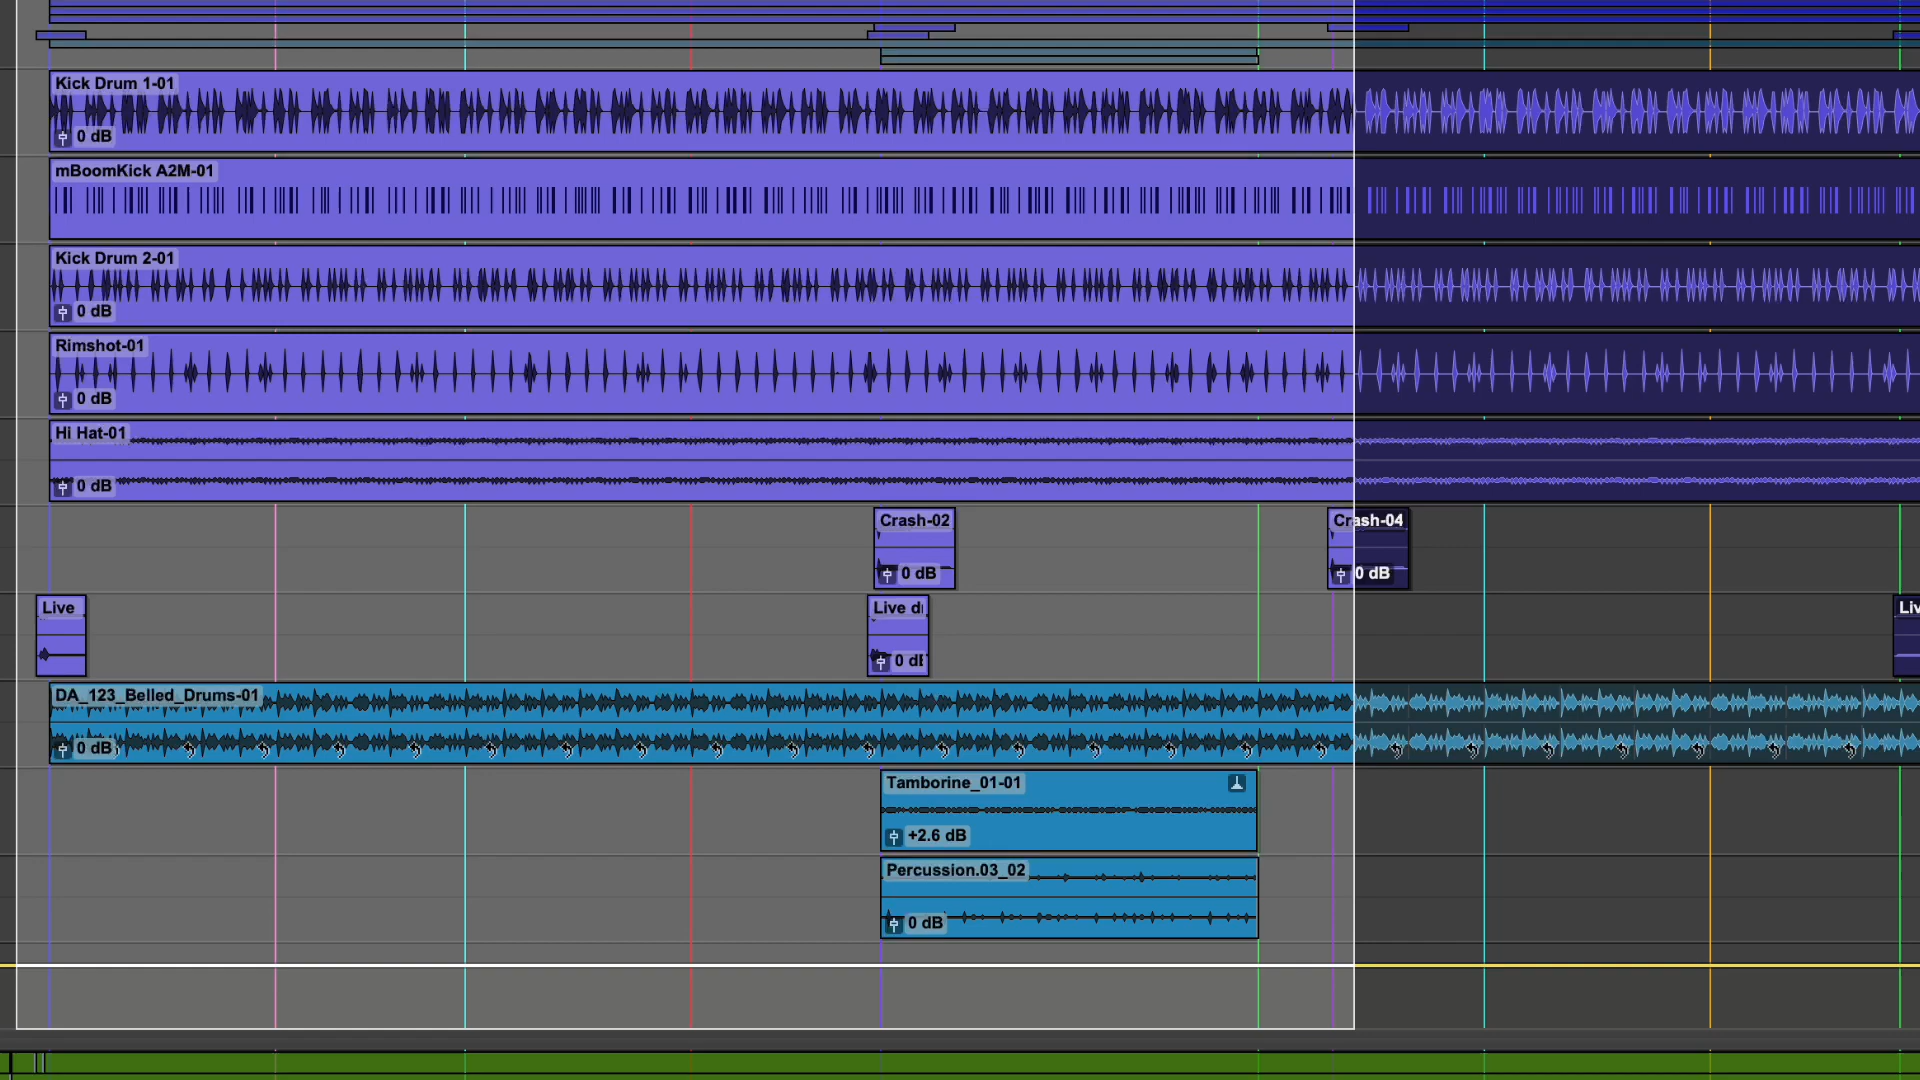 Kick Drum 1-01
0 dB
mBoomKick A2M-01
Kick Drum 2-01
0 dB
Rimshot-01
0 dB
Hi Hat-01
0 dB
Crash-02
0 dB
Crash-04
0 dB
Live
Live d
0 dB
Liv
DA_123_Belled_Drums-01
0 dB
Tamborine_01-01
+2.6 dB
Percussion.03_02
0 dB